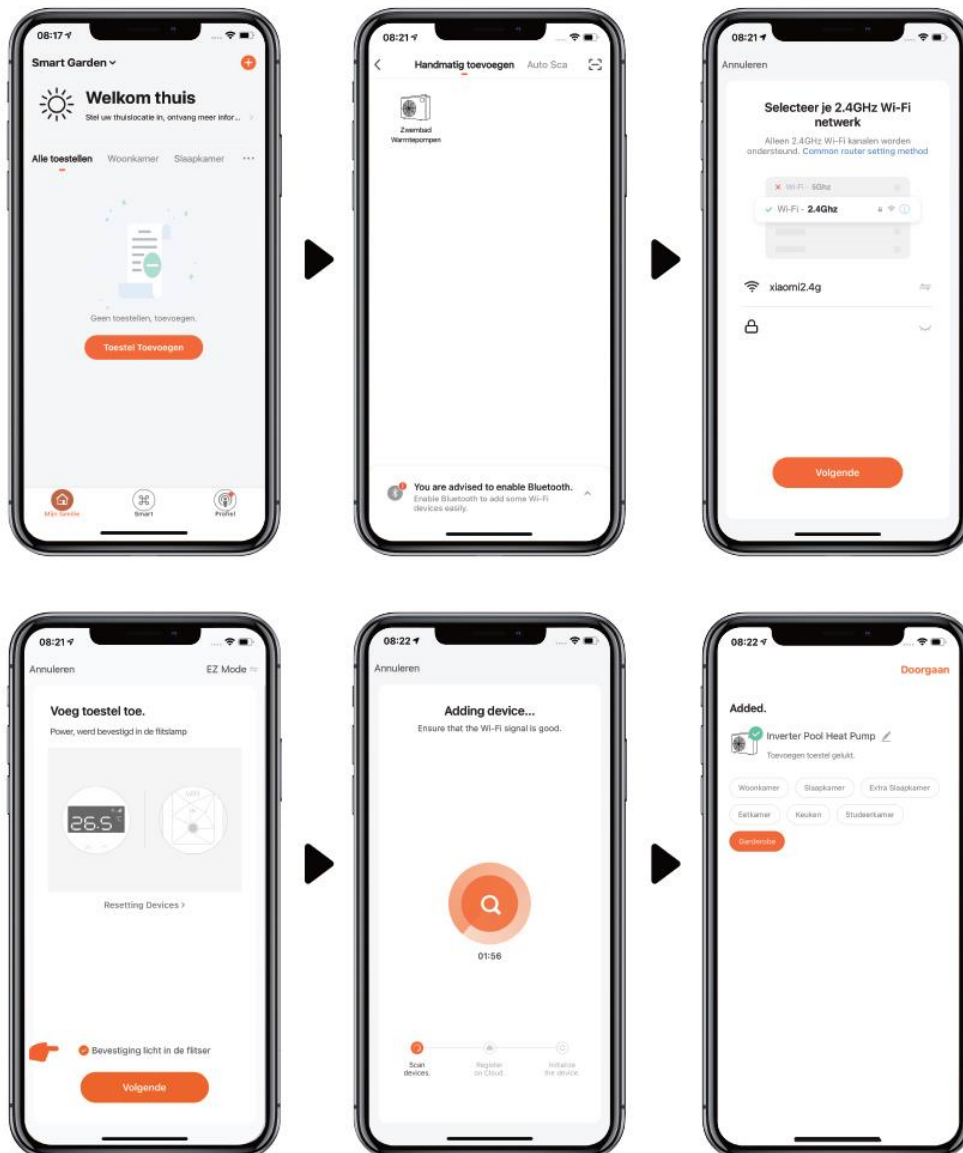 08:17
Smart Garden
Welkom thuis
Stel uw thuislocatie in, ontvang meer infor...
Alle toestellen Woonkamer Slaapkamer ...
Geen toestellen, toevoegen.
Toestel Toevoegen
Smart
Profiel
08:21
Handmatig toevoegen Auto Sca
Zwembad
Warmtepompen
You are advised to enable Bluetooth.
Enable Bluetooth to add some Wi-Fi
devices easily.
08:21
Annuleren
Selecteer je 2.4GHz Wi-Fi
netwerk
Alleen 2.4GHz Wi-Fi kanalen worden
ondersteund. Common router setting method
Wi-Fi - 5Ghz
Wi-Fi - 2.4Ghz
xiaomi2.4g
Volgende
08:21
Annuleren EZ Mode
Voeg toestel toe.
Power, werd bevestigd in de flitslamp
26.5 °C
Resetting Devices >
Bevestiging licht in de flitser
Volgende
08:22
Annuleren
Adding device...
Ensure that the Wi-Fi signal is good.
01:56
Scan
devices.
Register
on Cloud.
Initialize
the device.
08:22
Doorgaan
Added.
Inverter Pool Heat Pump
Toevoegen toestel gelukt.
Woonkamer Slaapkamer Extra Slaapkamer
Eetkamer Keuken Studeerkamer
Garderobe